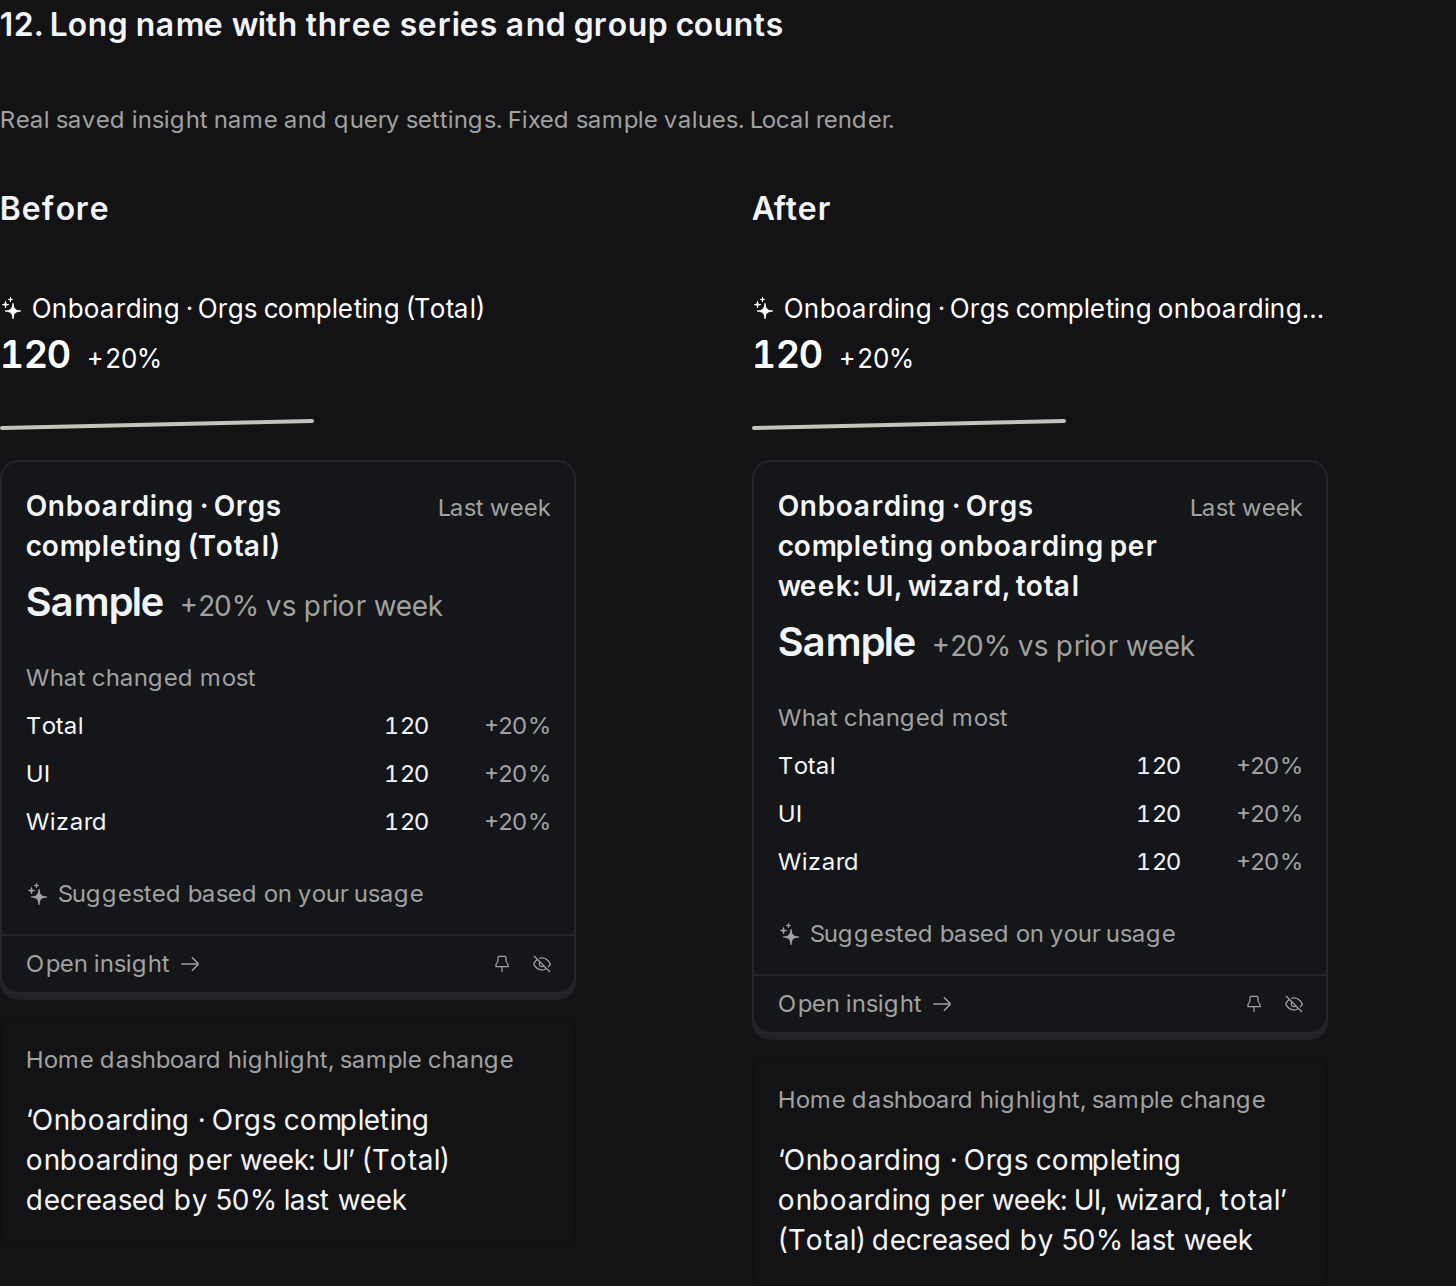 12. Long name with three series and group counts
Real saved insight name and query settings. Fixed sample values. Local render.
Before
Onboarding · Orgs completing (Total)
120 +20%
Onboarding · Orgs
completing (Total)
Last week
Sample +20% vs prior week
What changed most
Total 120 +20%
UI 120 +20%
Wizard 120 +20%
Suggested based on your usage
Open insight →
Home dashboard highlight, sample change
‘Onboarding · Orgs completing
onboarding per week: UI’ (Total)
decreased by 50% last week
After
Onboarding · Orgs completing onboarding...
120 +20%
Onboarding · Orgs
completing onboarding per
week: UI, wizard, total
Last week
Sample +20% vs prior week
What changed most
Total 120 +20%
UI 120 +20%
Wizard 120 +20%
Suggested based on your usage
Open insight →
Home dashboard highlight, sample change
‘Onboarding · Orgs completing
onboarding per week: UI, wizard, total’
(Total) decreased by 50% last week